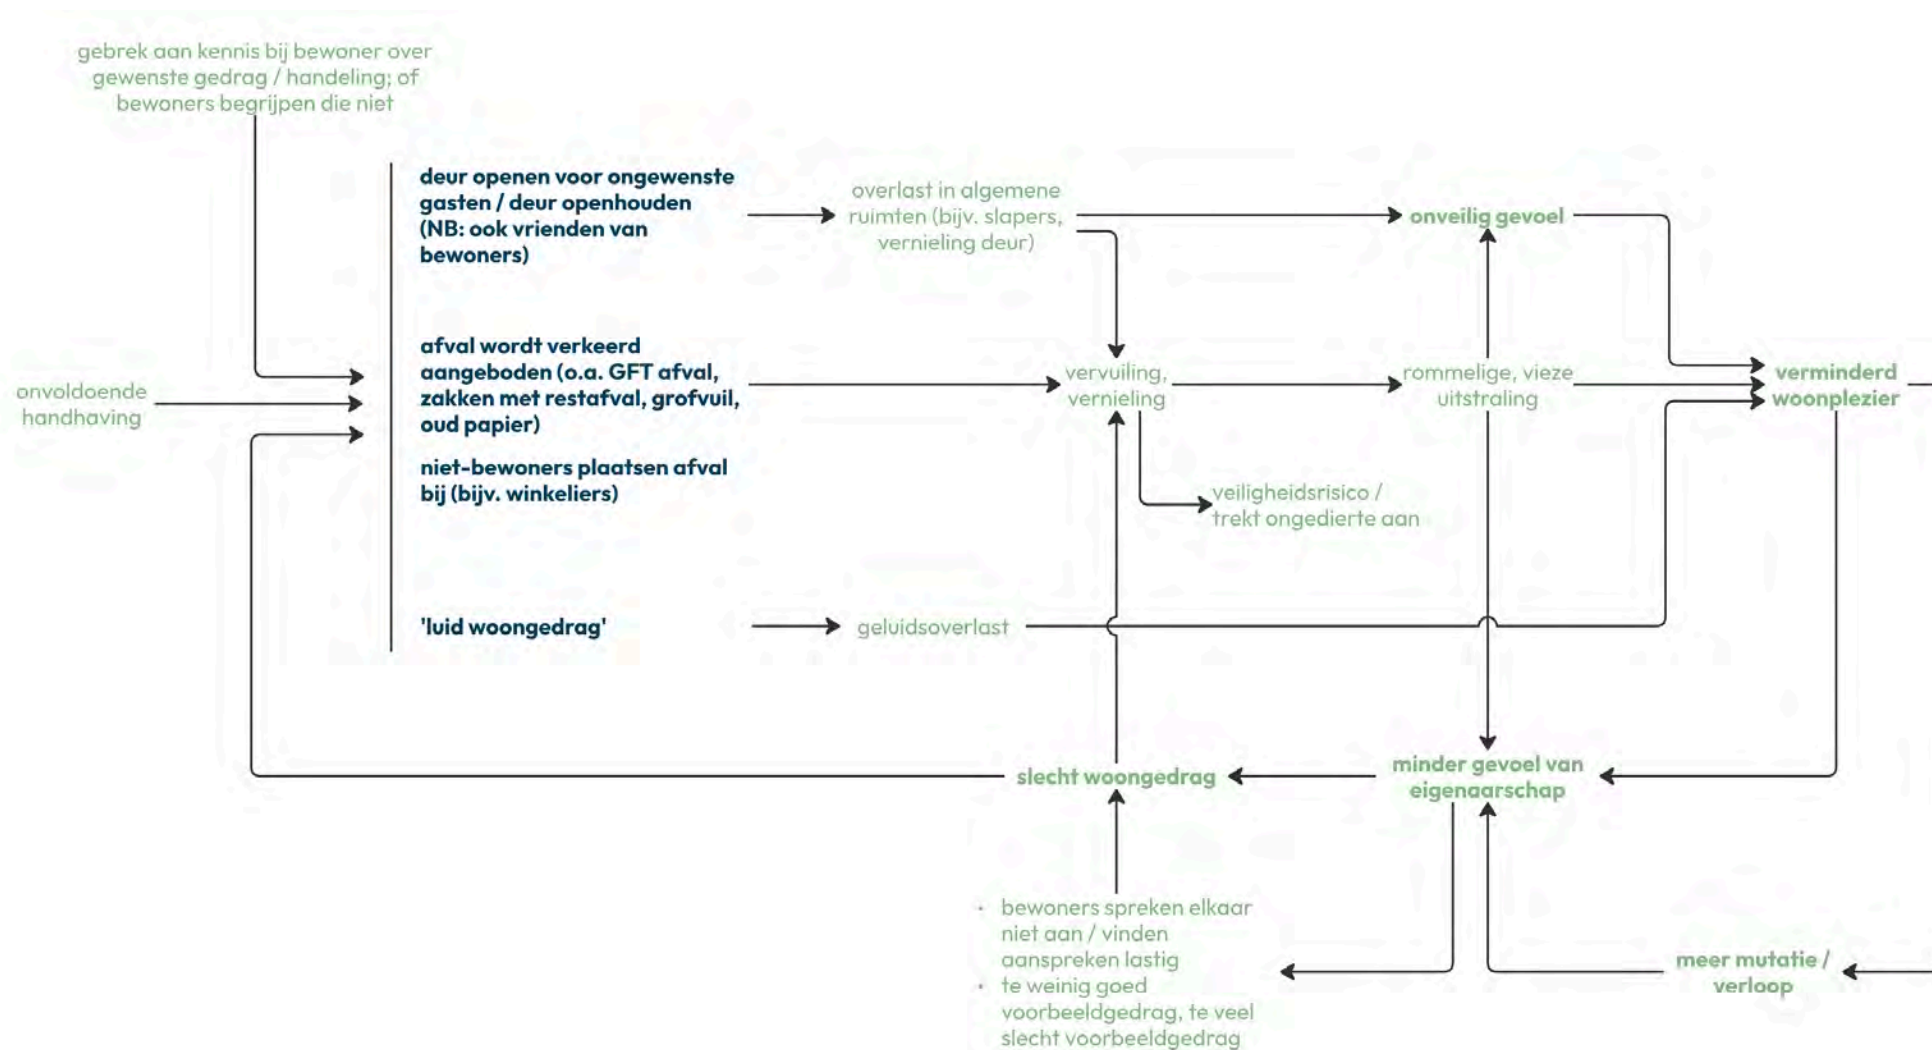 gebrek aan kennis bij bewoner over
gewenste gedrag / handeling; of
bewoners begrijpen die niet
onvoldoende
handhaving
deur openen voor ongewenste
gasten / deur openhouden
(NB: ook vrienden van
bewoners)
overlast in algemene
ruimten (bijv. slapers,
vernieling deur)
onveilig gevoel
afval wordt verkeerd
aangeboden (o.a. GFT afval,
zakken met restafval, grofvuil,
oud papier)
niet-bewoners plaatsen afval
bij (bijv. winkeliers)
vervuiling,
vernieling
rommelige, vieze
uitstraling
verminderd
woonplezier
veiligheidsrisico /
trekt ongedierte aan
'luid woongedrag'
geluidsoverlast
slecht woongedrag
minder gevoel van
eigenaarschap
• bewoners spreken elkaar
niet aan / vinden
aanspreken lastig
• te weinig goed
voorbeeldgedrag, te veel
slecht voorbeeldgedrag
meer mutatie /
verloop